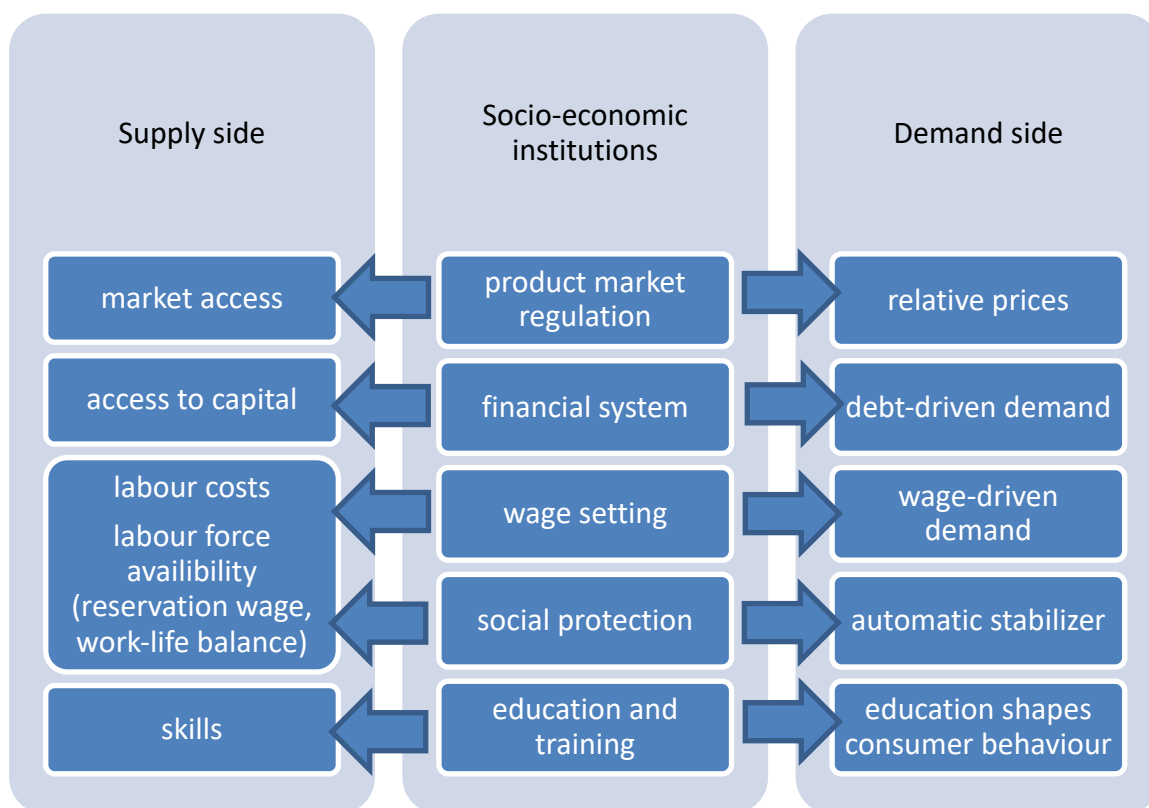 Supply side
Socio-economic
institutions
Demand side
market access
product market
regulation
relative prices
access to capital
financial system
debt-driven demand
labour costs
labour force
availibility
(reservation wage,
work-life balance)
wage setting
wage-driven
demand
social protection
automatic stabilizer
skills
education and
training
education shapes
consumer behaviour